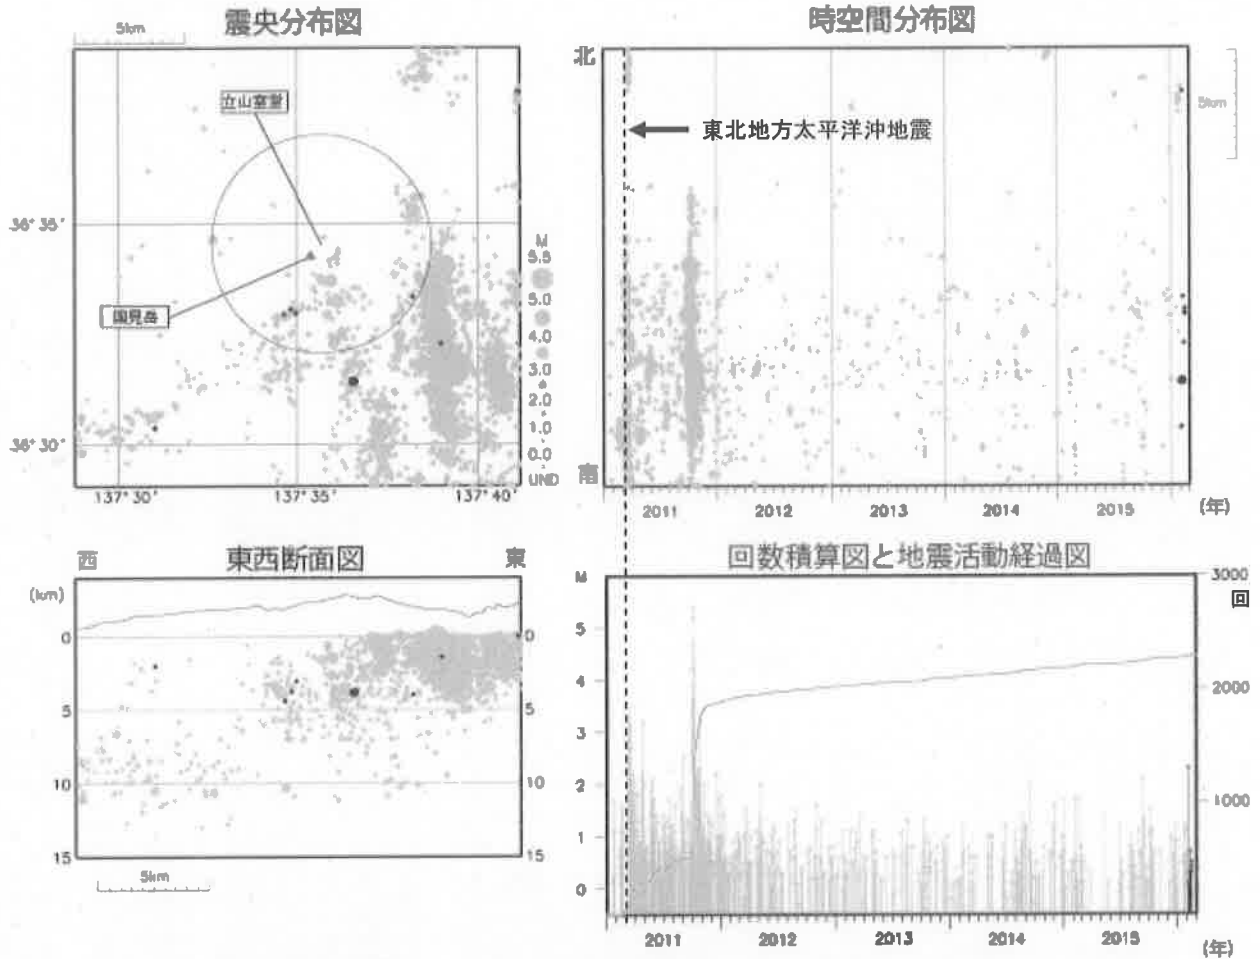 震央分布図
5km
立山室堂
国見岳
36° 35'
36° 30'
137° 30'
137° 35'
137° 40'
M
5.5
5.0
4.0
3.0
2.0
1.0
0.0
UND
時空間分布図
北
南
東北地方太平洋沖地震
5km
2011
2012
2013
2014
2015
(年)
東西断面図
西
東
(km)
0
5
10
15
0
5
10
15
5km
回数積算図と地震活動経過図
M
5
4
3
2
1
0
3000
回
2000
1000
2011
2012
2013
2014
2015
(年)